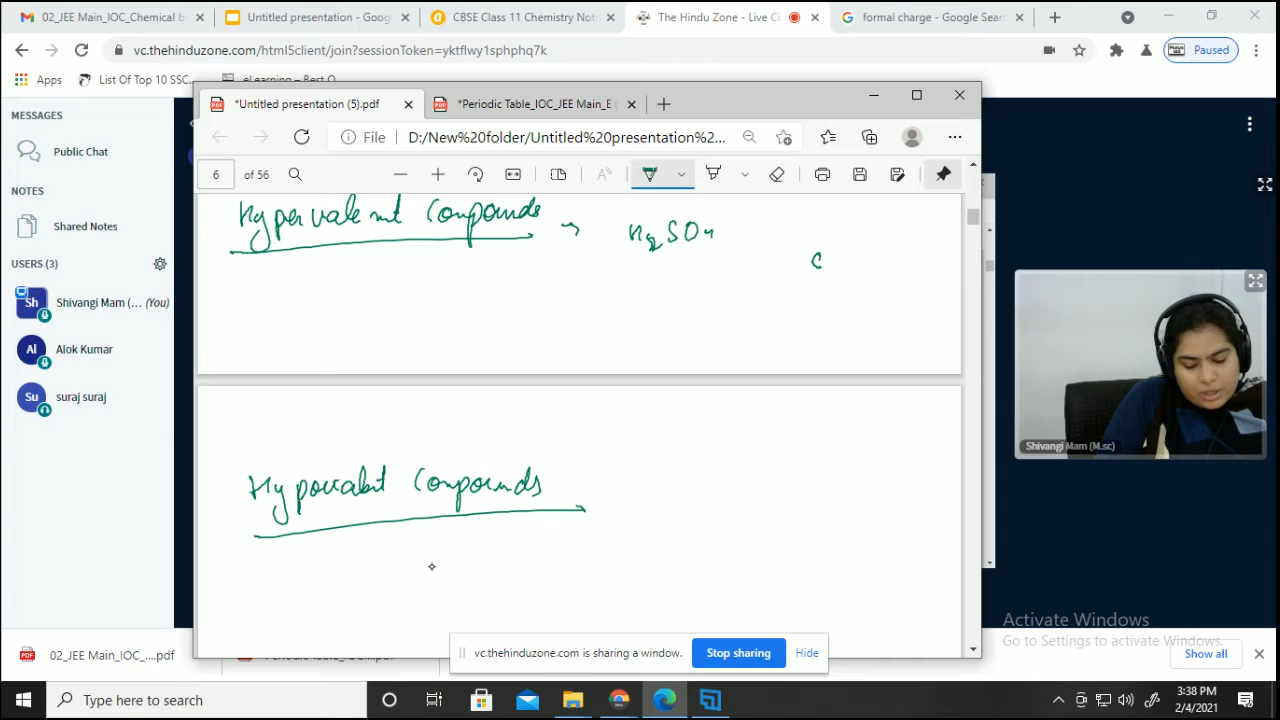 02_JEE Main_IOC_Chemical b
Untitled presentation - Goog
CBSE Class 11 Chemistry Not
The Hindu Zone - Live C
formal charge - Google Sear
vc.thehinduzone.com/html5client/join?sessionToken=yktflwy1sphphq7k
Paused
Apps
List Of Top 10 SSC...
eLearning – Best O
MESSAGES
Public Chat
NOTES
Shared Notes
USERS (3)
Sh
Shivangi Mam (... (You)
Al
Alok Kumar
Su
suraj suraj
*Untitled presentation (5).pdf
*Periodic Table_IOC_JEE Main_E (
File
D:/New%20folder/Untitled%20presentation%2...
6 of 56
Hypervalent Compounds → H2SO4
C
Hypovalent Compounds
Shivangi Mam (M.sc)
vc.thehinduzone.com is sharing a window.
Stop sharing
Hide
Activate Windows
Go to Settings to activate Windows.
02_JEE Main_IOC_....pdf
Show all
Type here to search
3:38 PM
2/4/2021